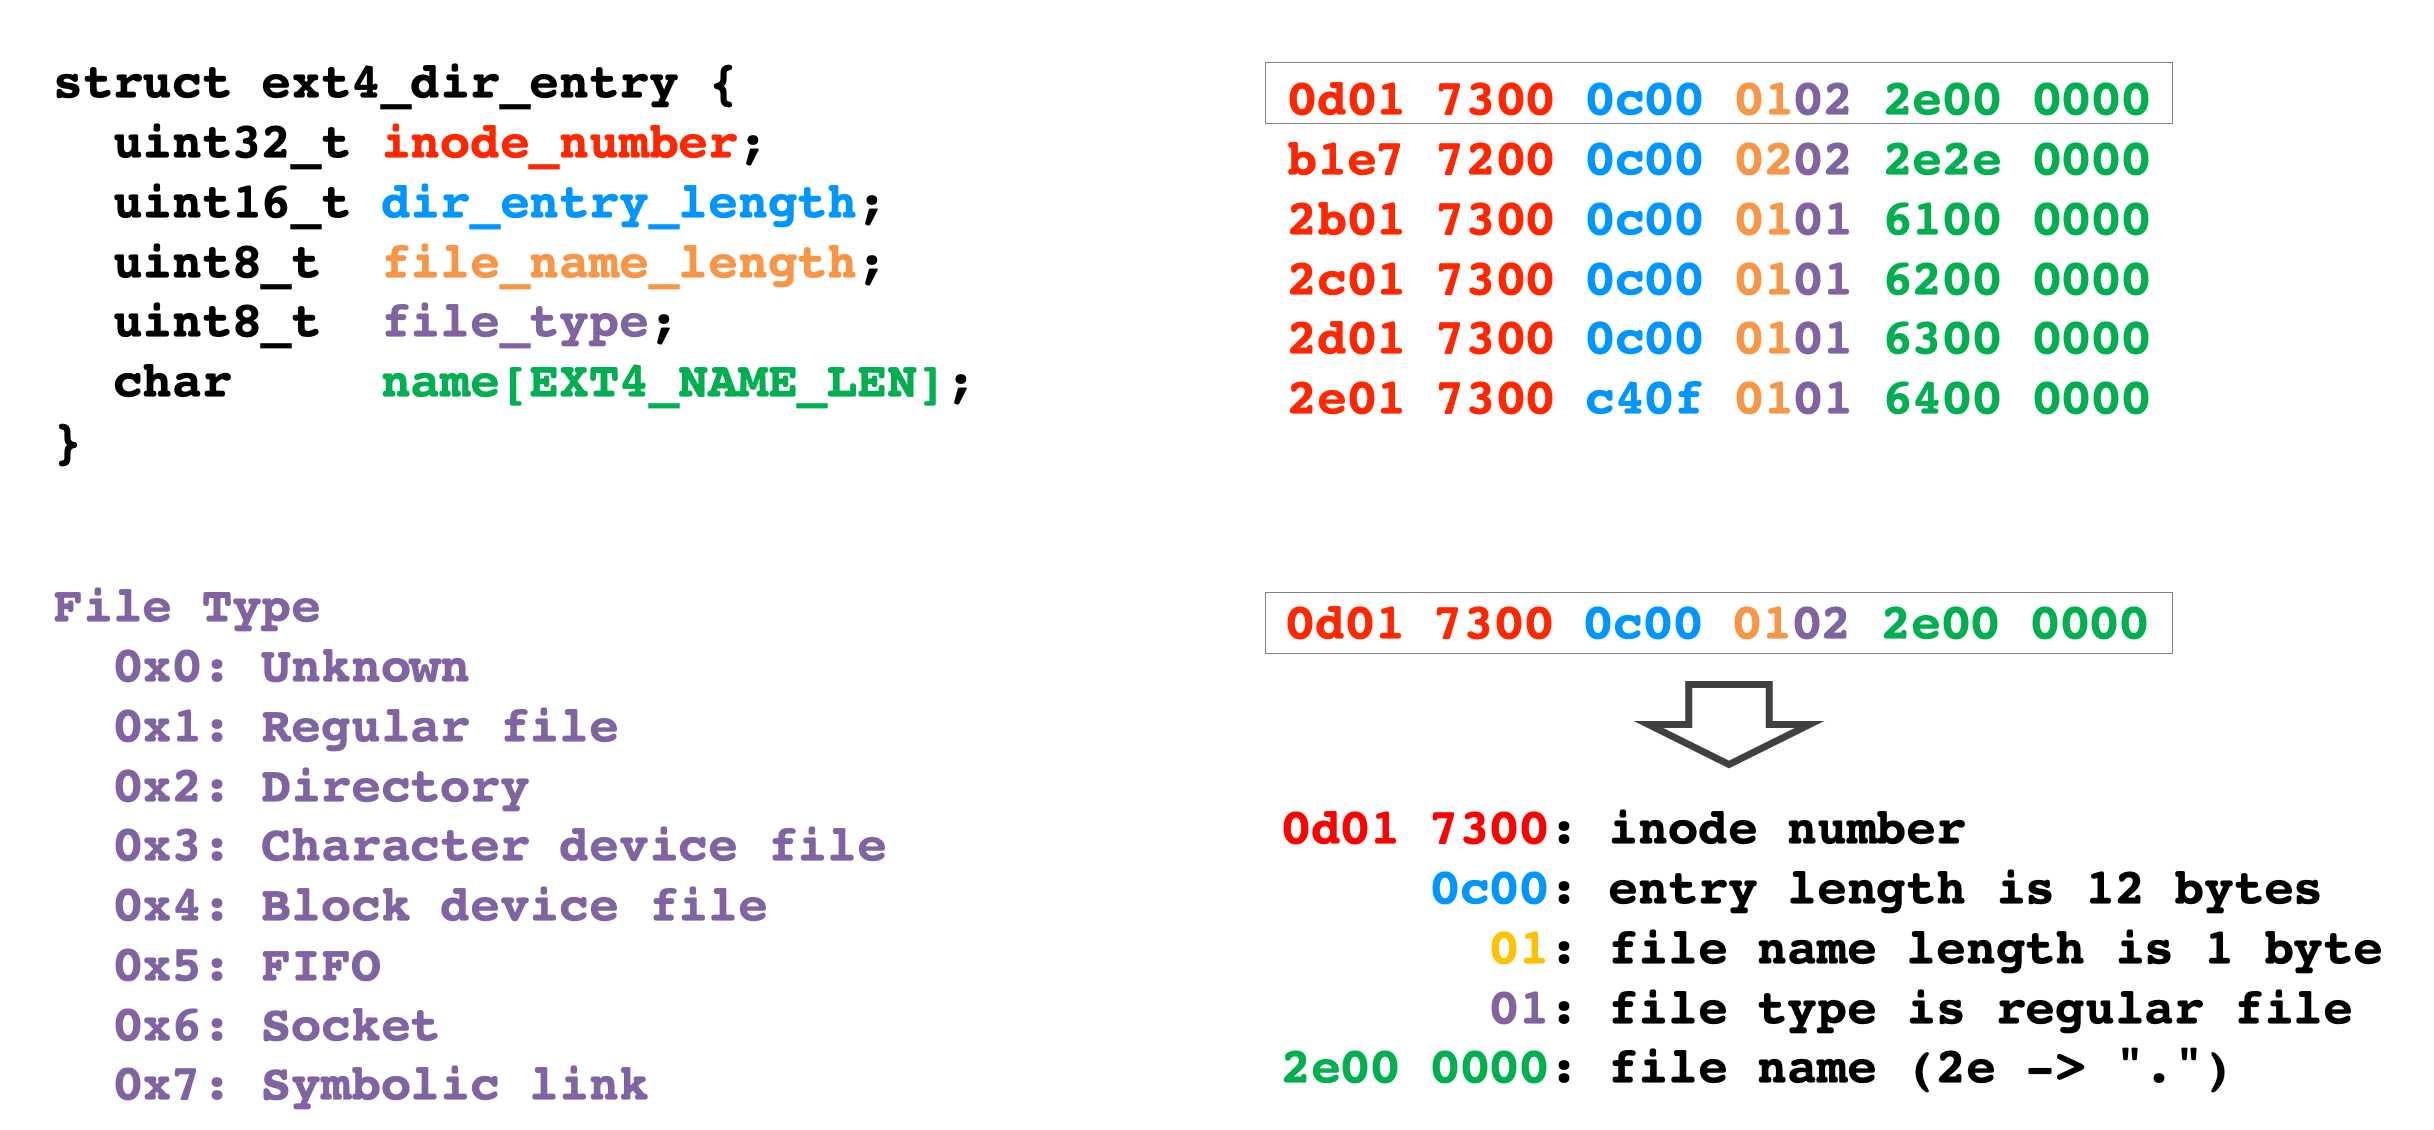 struct ext4_dir_entry {
  uint32_t inode_number;
  uint16_t dir_entry_length;
  uint8_t  file_name_length;
  uint8_t  file_type;
  char     name[EXT4_NAME_LEN];
}
File Type
  0x0: Unknown
  0x1: Regular file
  0x2: Directory
  0x3: Character device file
  0x4: Block device file
  0x5: FIFO
  0x6: Socket
  0x7: Symbolic link
0d01 7300 0c00 0102 2e00 0000
b1e7 7200 0c00 0202 2e2e 0000
2b01 7300 0c00 0101 6100 0000
2c01 7300 0c00 0101 6200 0000
2d01 7300 0c00 0101 6300 0000
2e01 7300 c40f 0101 6400 0000
0d01 7300 0c00 0102 2e00 0000
0d01 7300: inode number
0c00: entry length is 12 bytes
01: file name length is 1 byte
01: file type is regular file
2e00 0000: file name (2e -> ".")